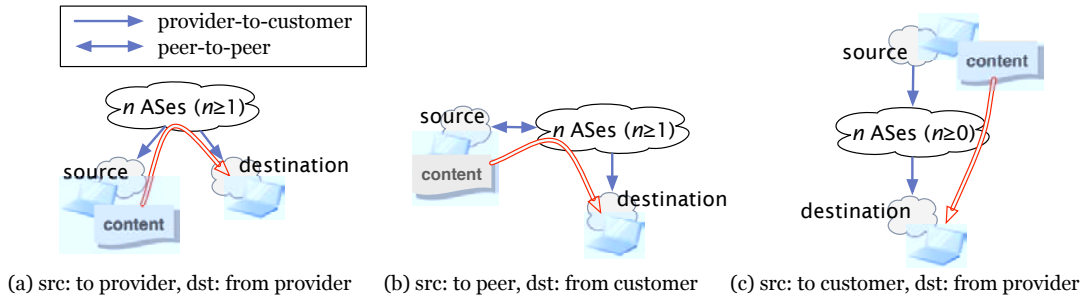 provider-to-customer
peer-to-peer
n ASes (n≥1)
source
destination
content
(a) src: to provider, dst: from provider
source
n ASes (n≥1)
content
destination
(b) src: to peer, dst: from customer
source
content
n ASes (n≥0)
destination
(c) src: to customer, dst: from provider